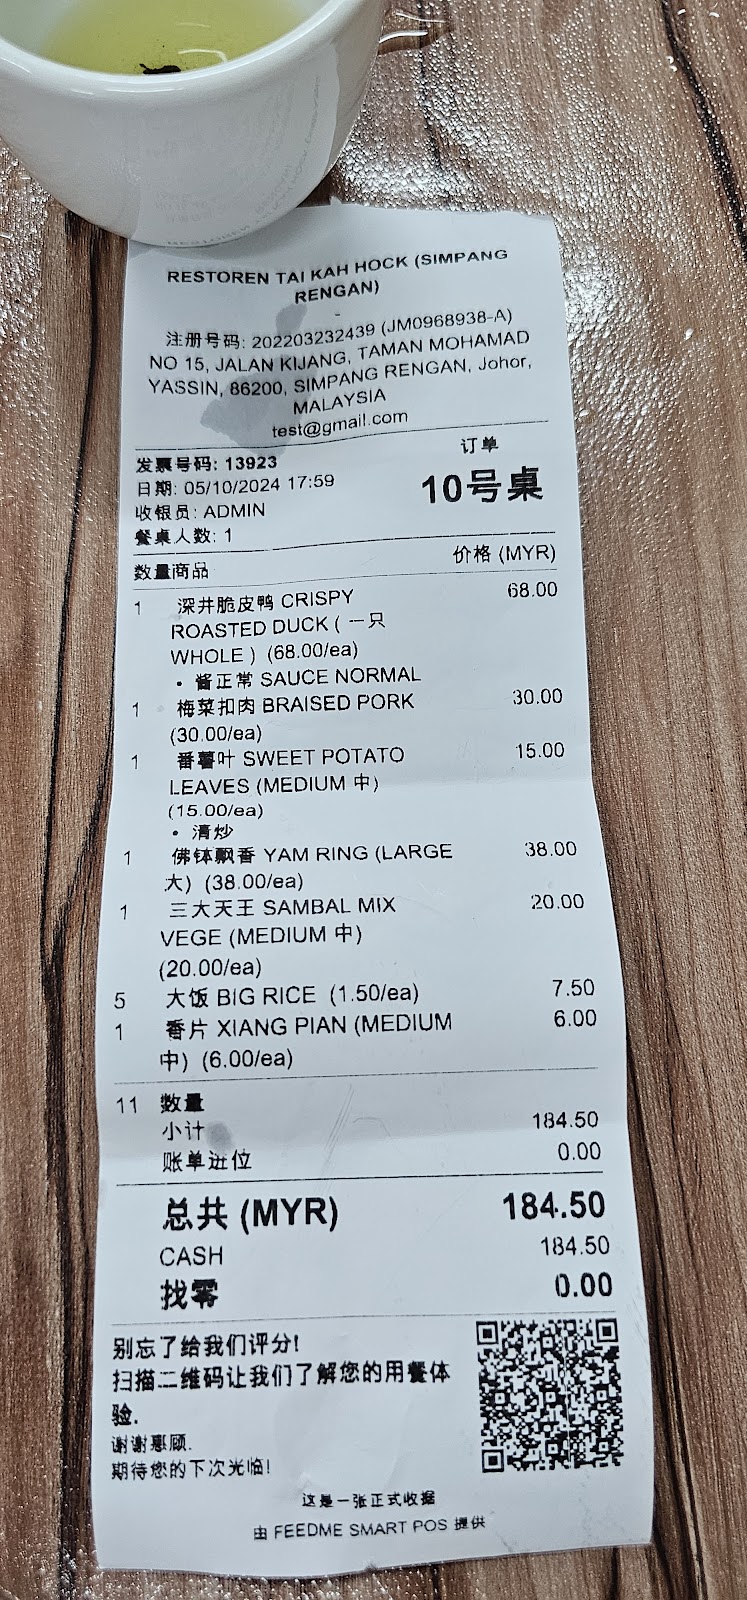 RESTOREN TAI KAH HOCK (SIMPANG
RENGAN)
-
注册号码: 202203232439 (JM0968938-A)
NO 15, JALAN KIJANG, TAMAN MOHAMAD
YASSIN, 86200, SIMPANG RENGAN, Johor,
MALAYSIA
test@gmail.com
订单
发票号码: 13923
10号桌
日期: 05/10/2024 17:59
收银员: ADMIN
餐桌人数: 1
数量商品 价格 (MYR)
1 深井脆皮鸭 CRISPY 68.00
ROASTED DUCK ( 一只
WHOLE ) (68.00/ea)
• 酱正常 SAUCE NORMAL
1 梅菜扣肉 BRAISED PORK 30.00
(30.00/ea)
1 番薯叶 SWEET POTATO 15.00
LEAVES (MEDIUM 中)
(15.00/ea)
• 清炒
1 佛钵飘香 YAM RING (LARGE 38.00
大) (38.00/ea)
1 三大天王 SAMBAL MIX 20.00
VEGE (MEDIUM 中)
(20.00/ea)
5 大饭 BIG RICE (1.50/ea) 7.50
1 香片 XIANG PIAN (MEDIUM 6.00
中) (6.00/ea)
11 数量
小计 184.50
账单进位 0.00
总共 (MYR) 184.50
CASH 184.50
找零 0.00
别忘了给我们评分!
扫描二维码让我们了解您的用餐体
验.
谢谢惠顾.
期待您的下次光临!
这是一张正式收据
由 FEEDME SMART POS 提供